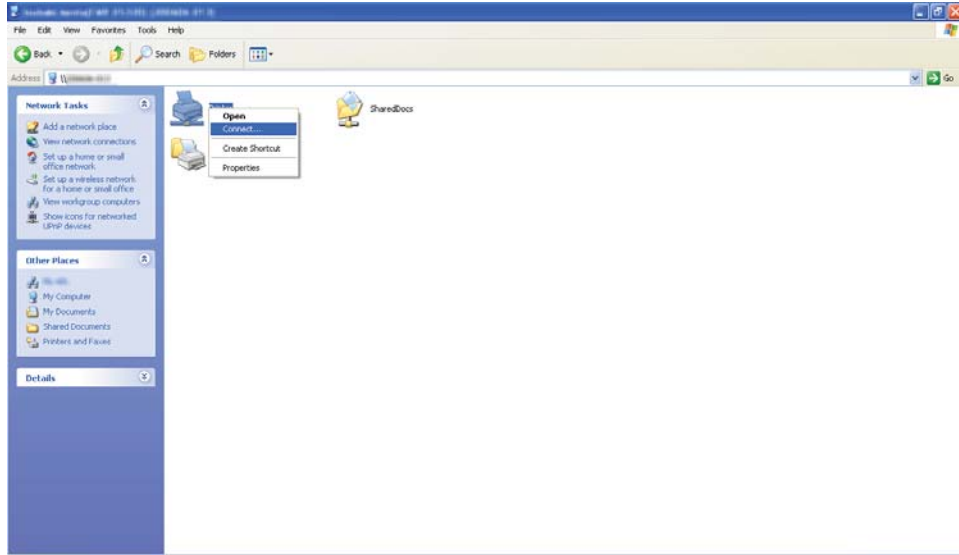 File Edit View Favorites Tools Help
Back Search Folders
Address \\ Go
Network Tasks
Add a network place
View network connections
Set up a home or small
office network
Set up a wireless network
for a home or small office
View workgroup computers
Show icons for networked
UPnP devices
Other Places
My Computer
My Documents
Shared Documents
Printers and Faxes
Details
Open
Connect...
Create Shortcut
Properties
SharedDocs